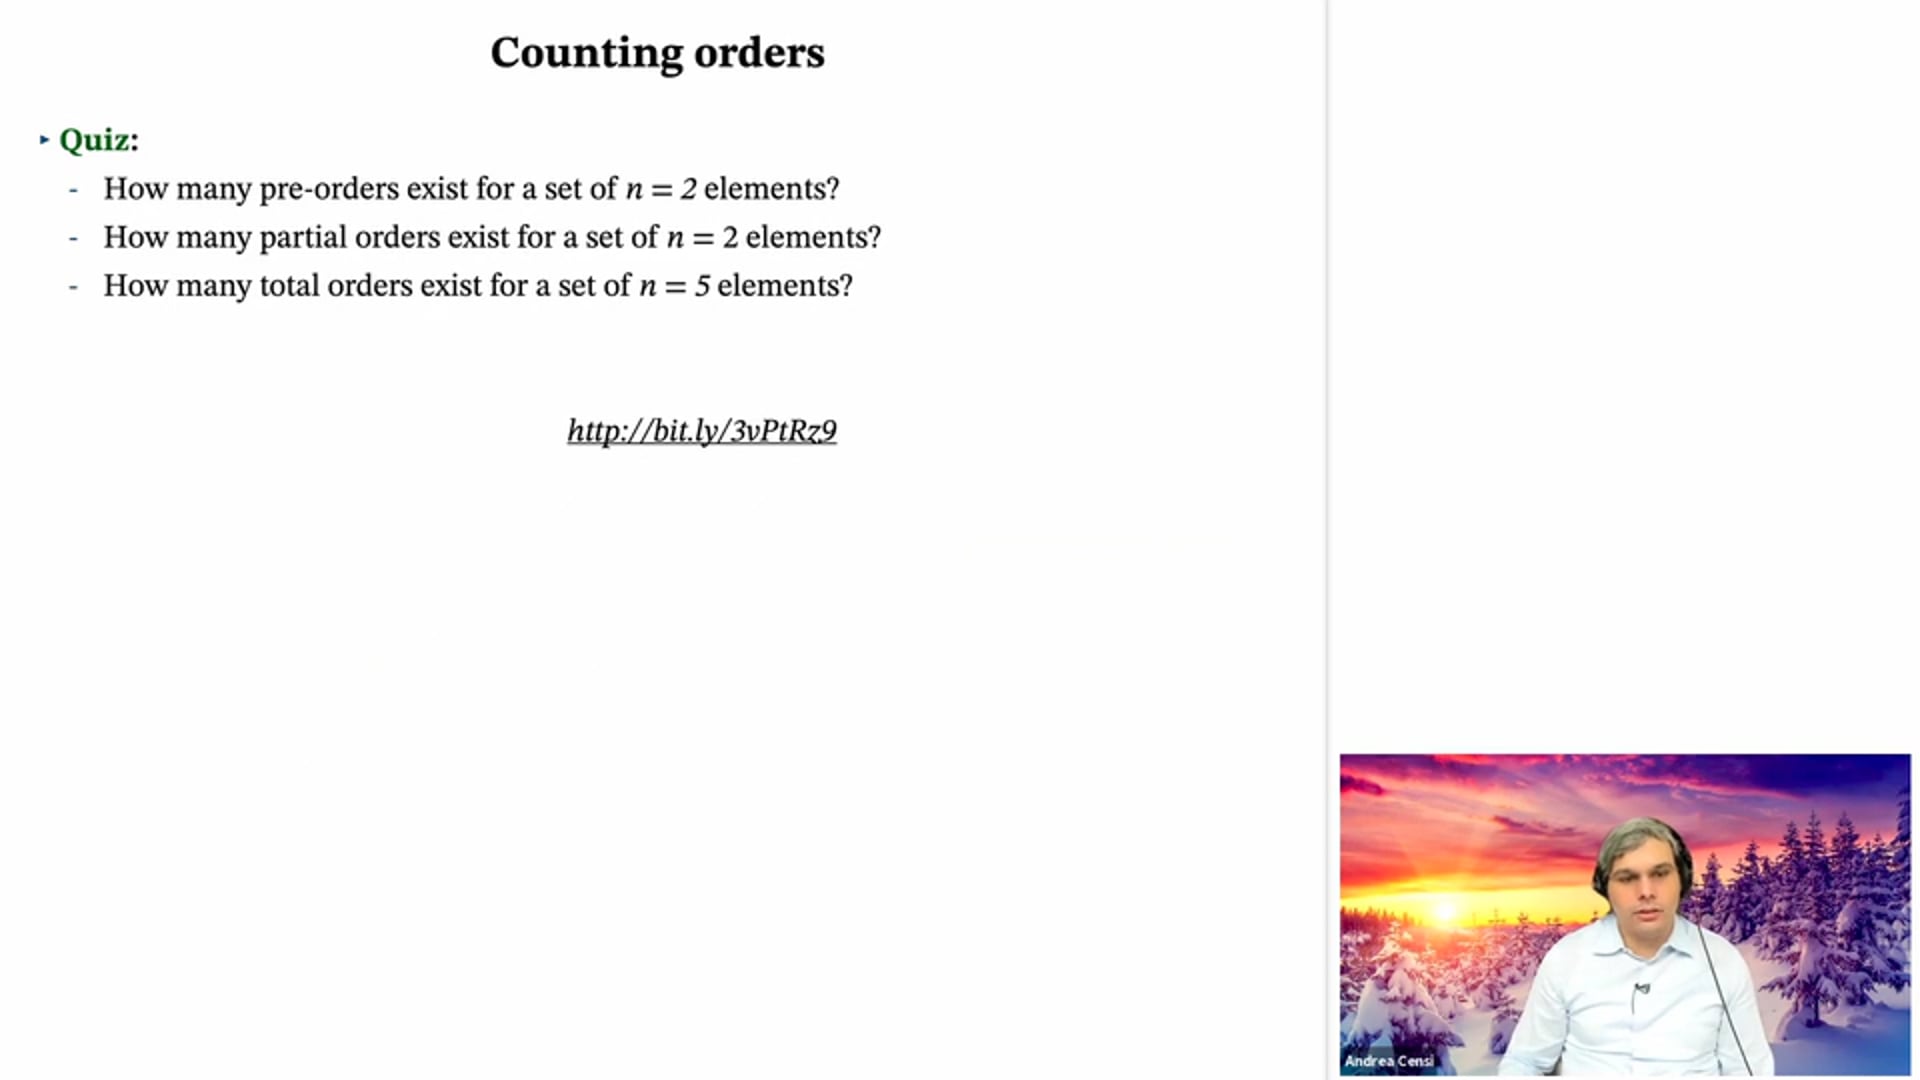 Counting orders
▸ Quiz:
- How many pre-orders exist for a set of n = 2 elements?
- How many partial orders exist for a set of n = 2 elements?
- How many total orders exist for a set of n = 5 elements?
http://bit.ly/3vPtRz9
Andrea Censi